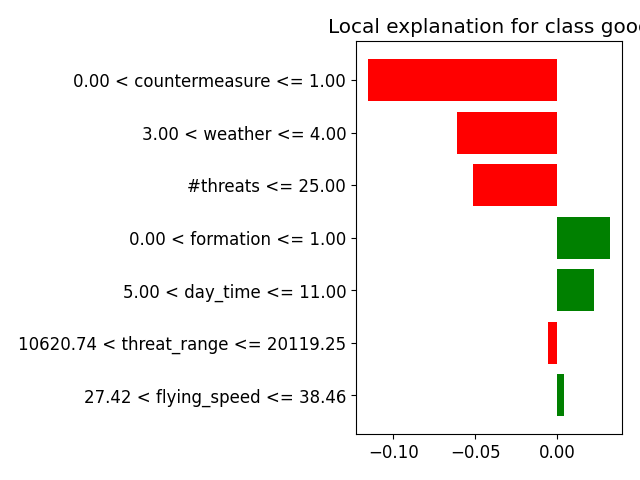 Local explanation for class good
0.00 < countermeasure <= 1.00
3.00 < weather <= 4.00
#threats <= 25.00
0.00 < formation <= 1.00
5.00 < day_time <= 11.00
10620.74 < threat_range <= 20119.25
27.42 < flying_speed <= 38.46
−0.10 −0.05 0.00